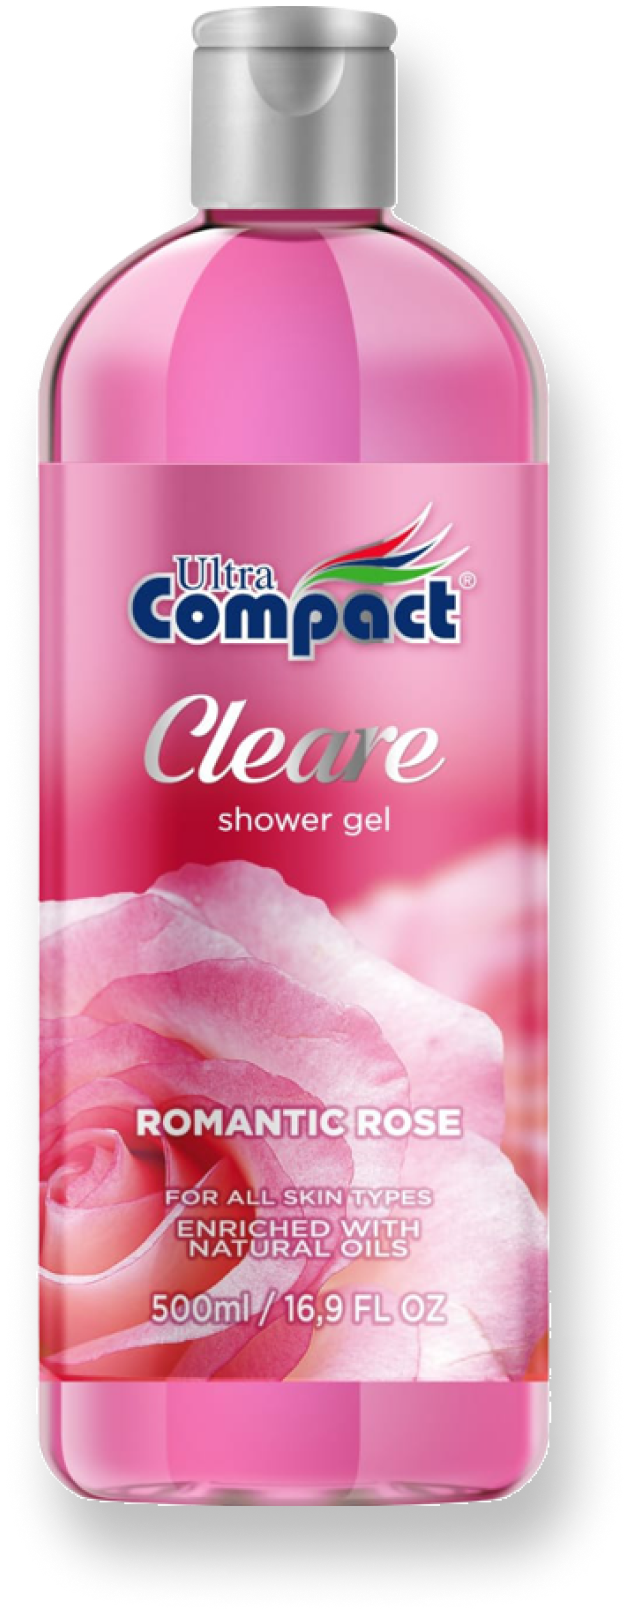 Ultra
Compact®
Cleare
shower gel
ROMANTIC ROSE
FOR ALL SKIN TYPES
ENRICHED WITH
NATURAL OILS
500ml / 16,9 FL OZ